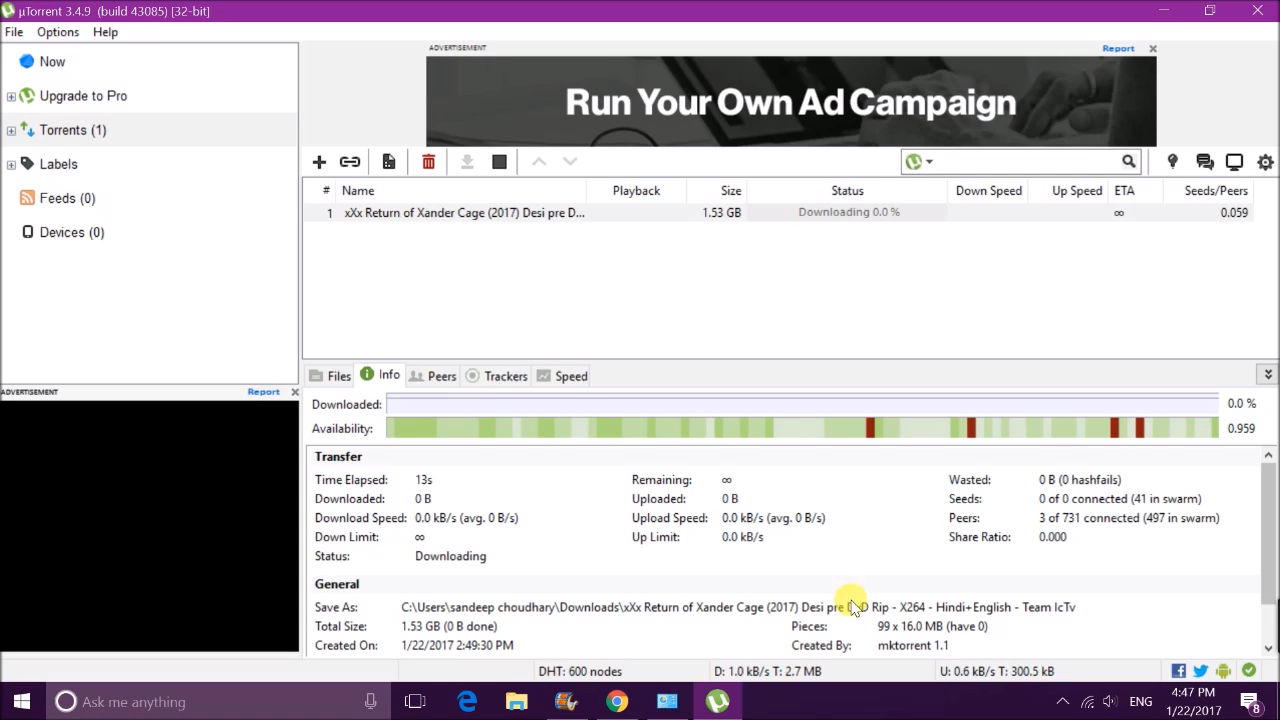 µTorrent 3.4.9 (build 43085) [32-bit]
File Options Help
Now
Upgrade to Pro
Torrents (1)
Labels
Feeds (0)
Devices (0)
ADVERTISEMENT Report
Run Your Own Ad Campaign
# Name Playback Size Status Down Speed Up Speed ETA Seeds/Peers
1 xXx Return of Xander Cage (2017) Desi pre D... 1.53 GB Downloading 0.0 % ∞ 0.059
Files Info Peers Trackers Speed
ADVERTISEMENT Report
Downloaded: 0.0 %
Availability: 0.959
Transfer
Time Elapsed: 13s Remaining: ∞ Wasted: 0 B (0 hashfails)
Downloaded: 0 B Uploaded: 0 B Seeds: 0 of 0 connected (41 in swarm)
Download Speed: 0.0 kB/s (avg. 0 B/s) Upload Speed: 0.0 kB/s (avg. 0 B/s) Peers: 3 of 731 connected (497 in swarm)
Down Limit: ∞ Up Limit: 0.0 kB/s Share Ratio: 0.000
Status: Downloading
General
Save As: C:\Users\sandeep choudhary\Downloads\xXx Return of Xander Cage (2017) Desi pre Rip - X264 - Hindi+English - Team IcTv
Total Size: 1.53 GB (0 B done) Pieces: 99 x 16.0 MB (have 0)
Created On: 1/22/2017 2:49:30 PM Created By: mktorrent 1.1
DHT: 600 nodes D: 1.0 kB/s T: 2.7 MB U: 0.6 kB/s T: 300.5 kB
Ask me anything
ENG
4:47 PM
1/22/2017
8